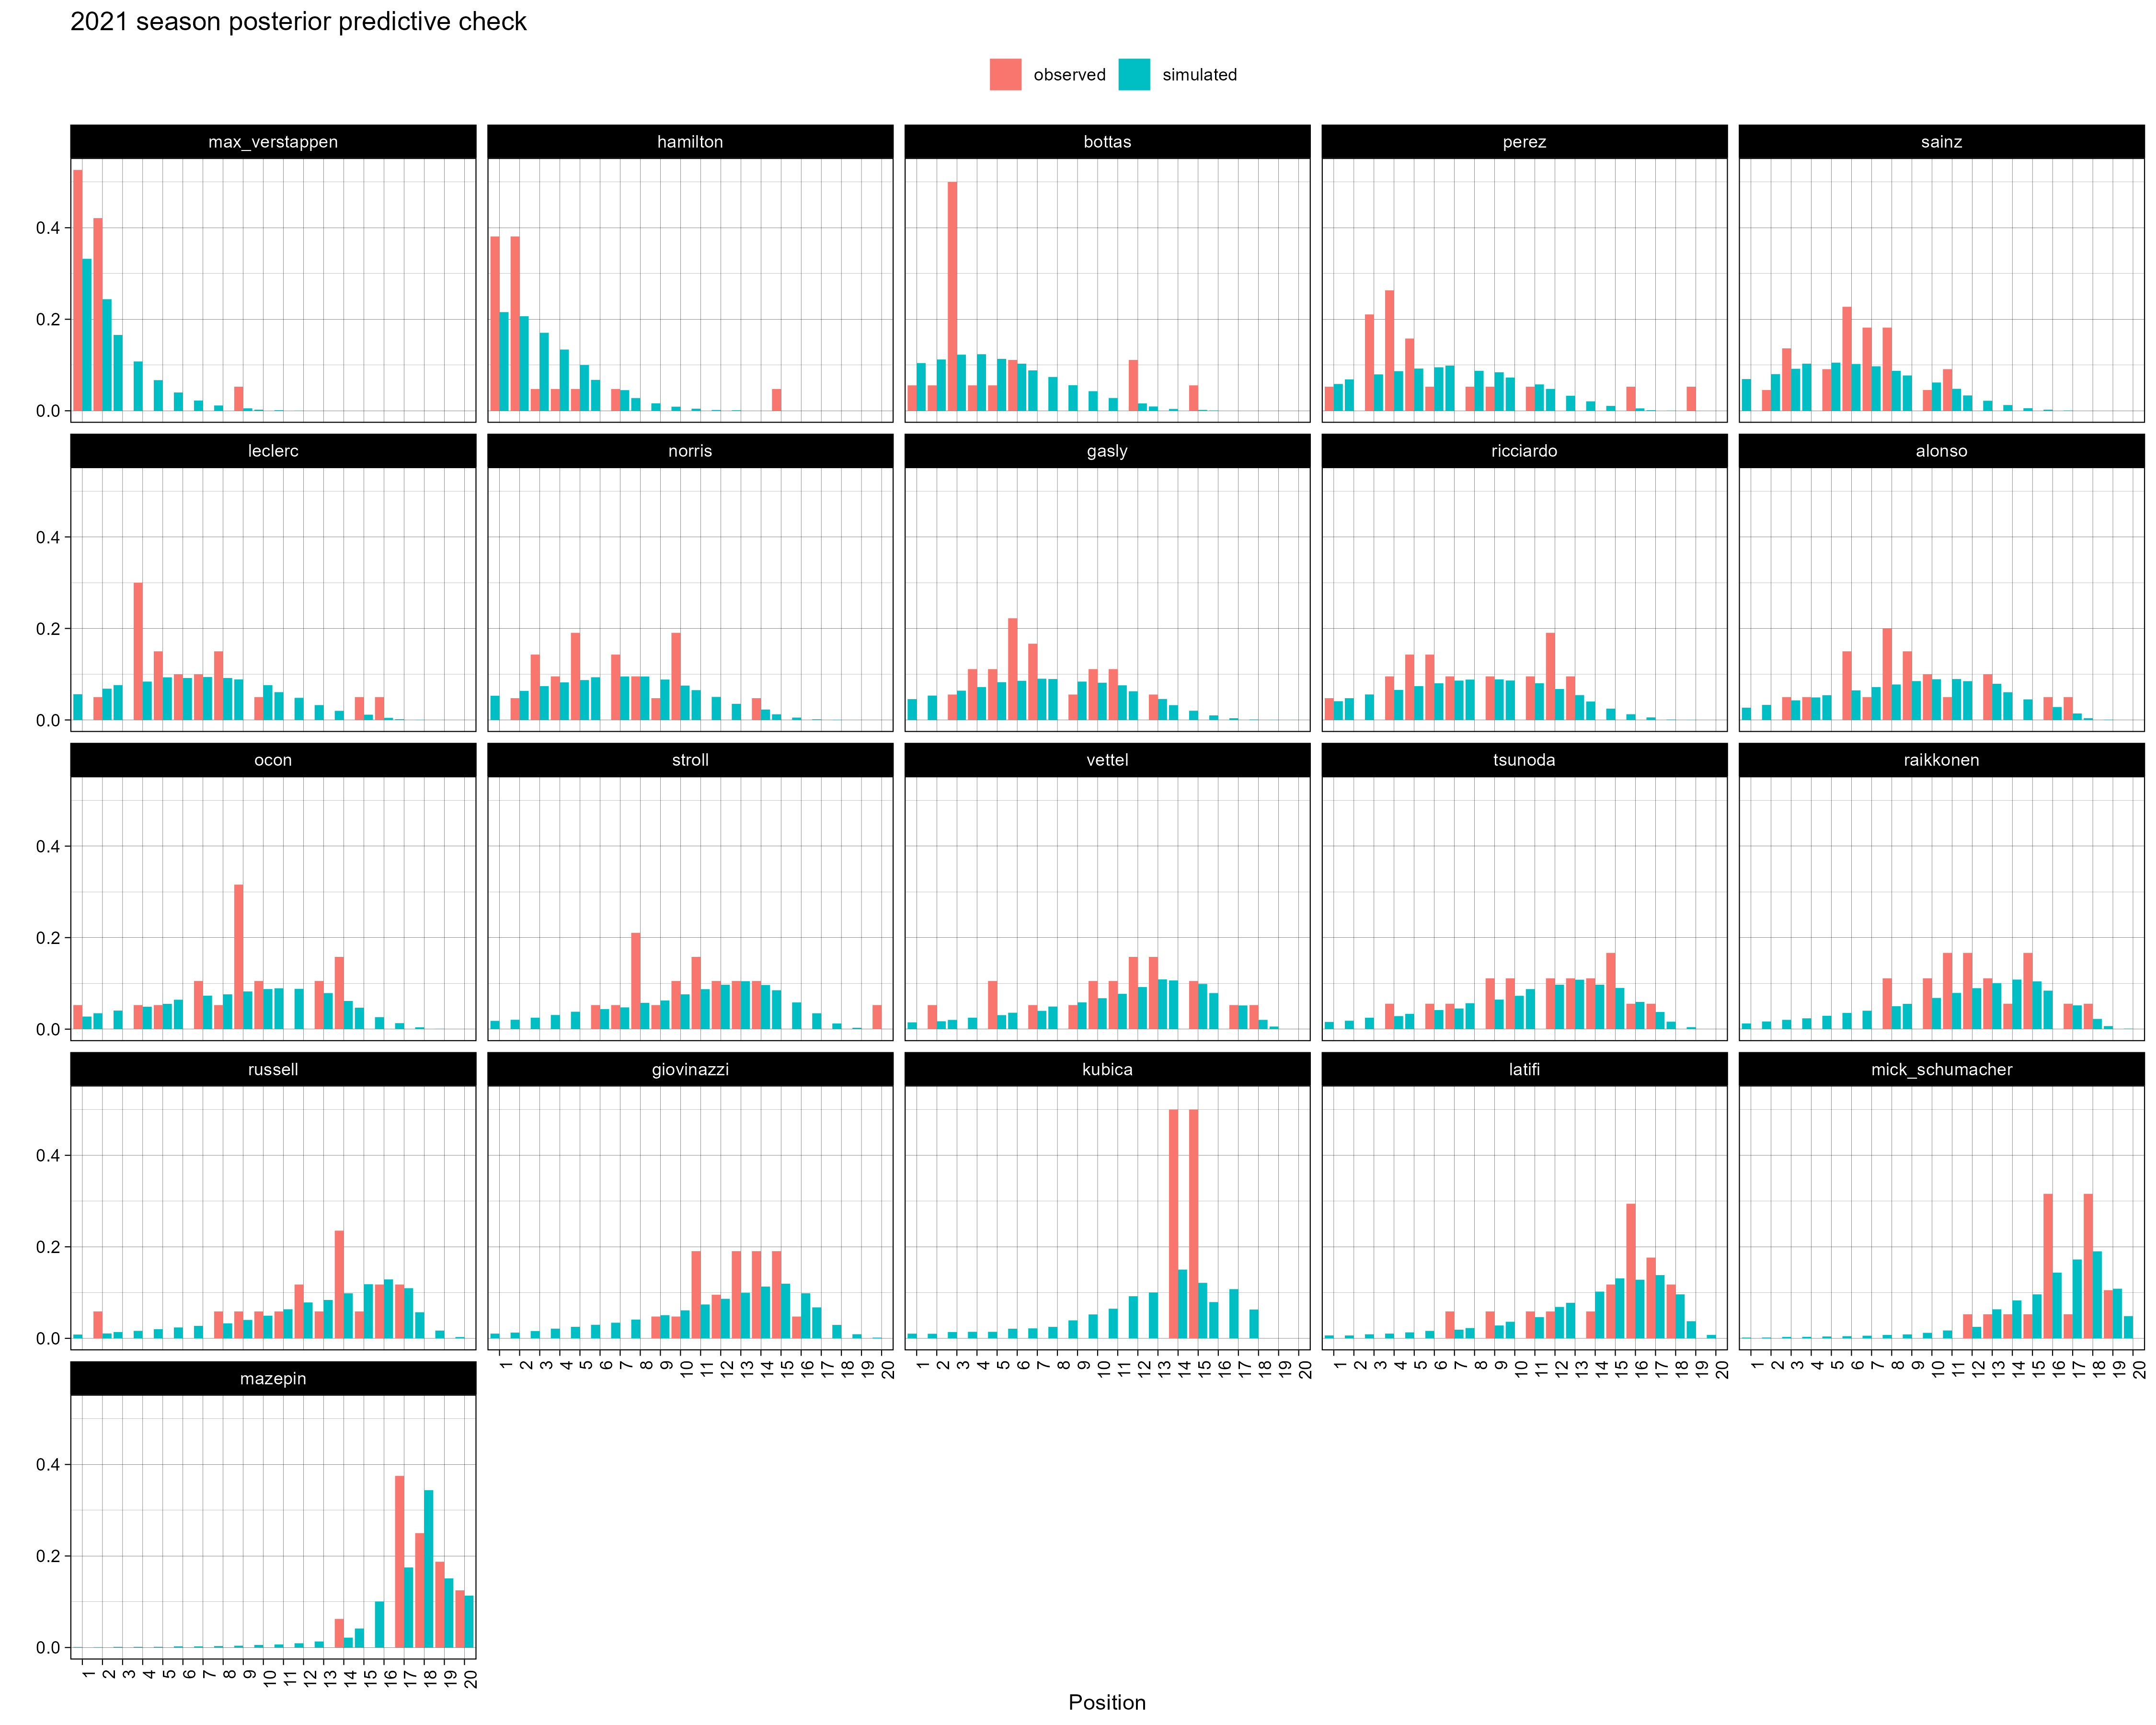 2021 season posterior predictive check
observed simulated
max_verstappen hamilton bottas perez sainz
0.4
0.2
0.0
leclerc norris gasly ricciardo alonso
0.4
0.2
0.0
ocon stroll vettel tsunoda raikkonen
0.4
0.2
0.0
russell giovinazzi kubica latifi mick_schumacher
0.4
0.2
0.0
1 2 3 4 5 6 7 8 9 10 11 12 13 14 15 16 17 18 19 20
1 2 3 4 5 6 7 8 9 10 11 12 13 14 15 16 17 18 19 20
1 2 3 4 5 6 7 8 9 10 11 12 13 14 15 16 17 18 19 20
1 2 3 4 5 6 7 8 9 10 11 12 13 14 15 16 17 18 19 20
mazepin
0.4
0.2
0.0
1 2 3 4 5 6 7 8 9 10 11 12 13 14 15 16 17 18 19 20
Position